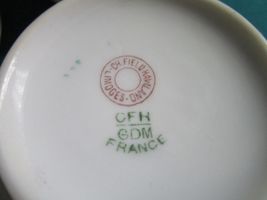 CH. FIELD HAVILAND
LIMOGES
CFH
GDM
FRANCE